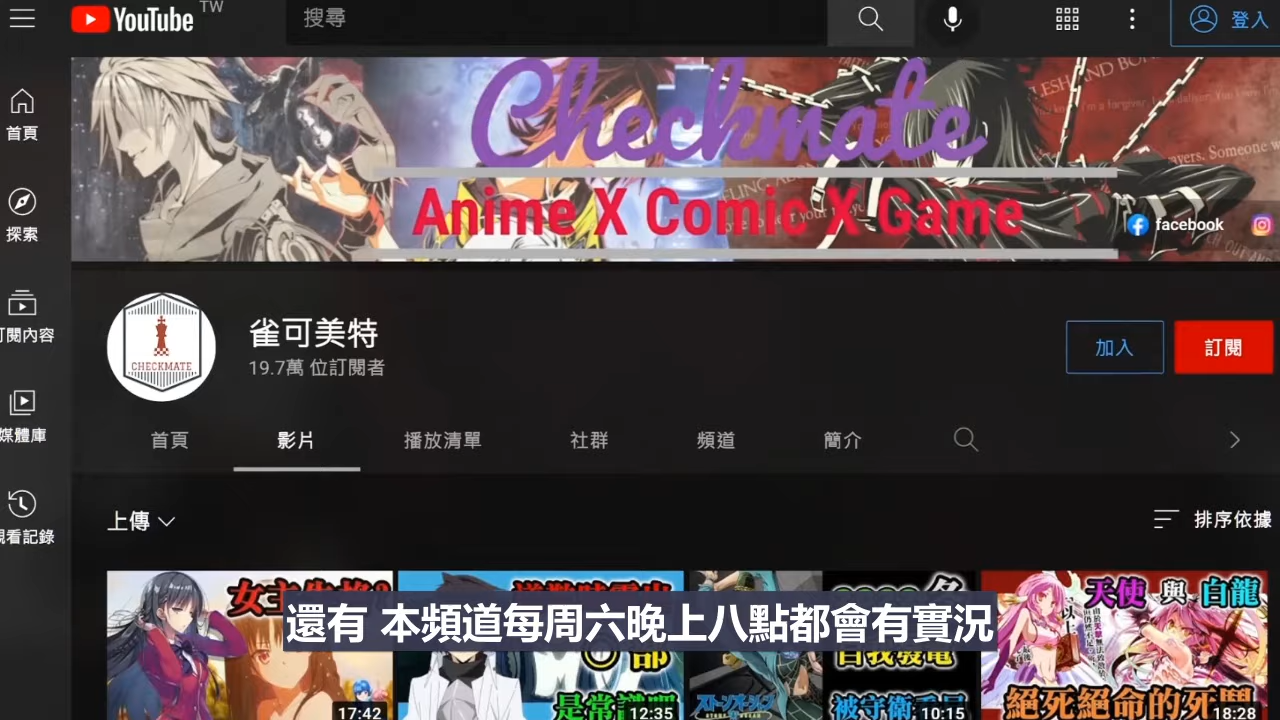 YouTube TW
搜尋
登入
首頁
探索
訂閱內容
媒體庫
觀看記錄
Checkmate
Anime X Comic X Game
facebook
CHECKMATE
雀可美特
19.7萬 位訂閱者
加入
訂閱
首頁 影片 播放清單 社群 頻道 簡介
上傳
排序依據
天使 與 白龍
還有 本頻道每周六晚上八點都會有實況
絕死絕命的死鬥
17:42
12:35
10:15
18:28